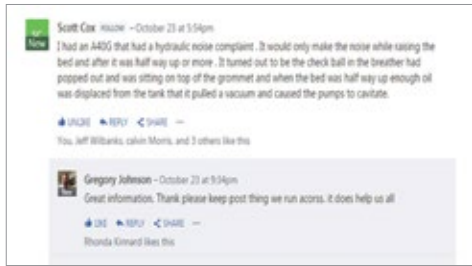 Scott Cox FOLLOW – October 23 at 5:54pm
New
I had an A40G that had a hydraulic noise complaint. It would only make the noise while raising the
bed and after it was half way up or more. It turned out to be the check ball in the breather had
popped out and was sitting on top of the grommet and when the bed was half way up enough oil
was displaced from the tank that it pulled a vacuum and caused the pumps to cavitate.
UNLIKE REPLY SHARE
You, Jeff Wilbanks, calvin Morris, and 3 others like this
Gregory Johnson – October 23 at 9:34pm
Great information. Thank please keep post thing we run acorss. it does help us all
LIKE REPLY SHARE
Rhonda Kinnard likes this